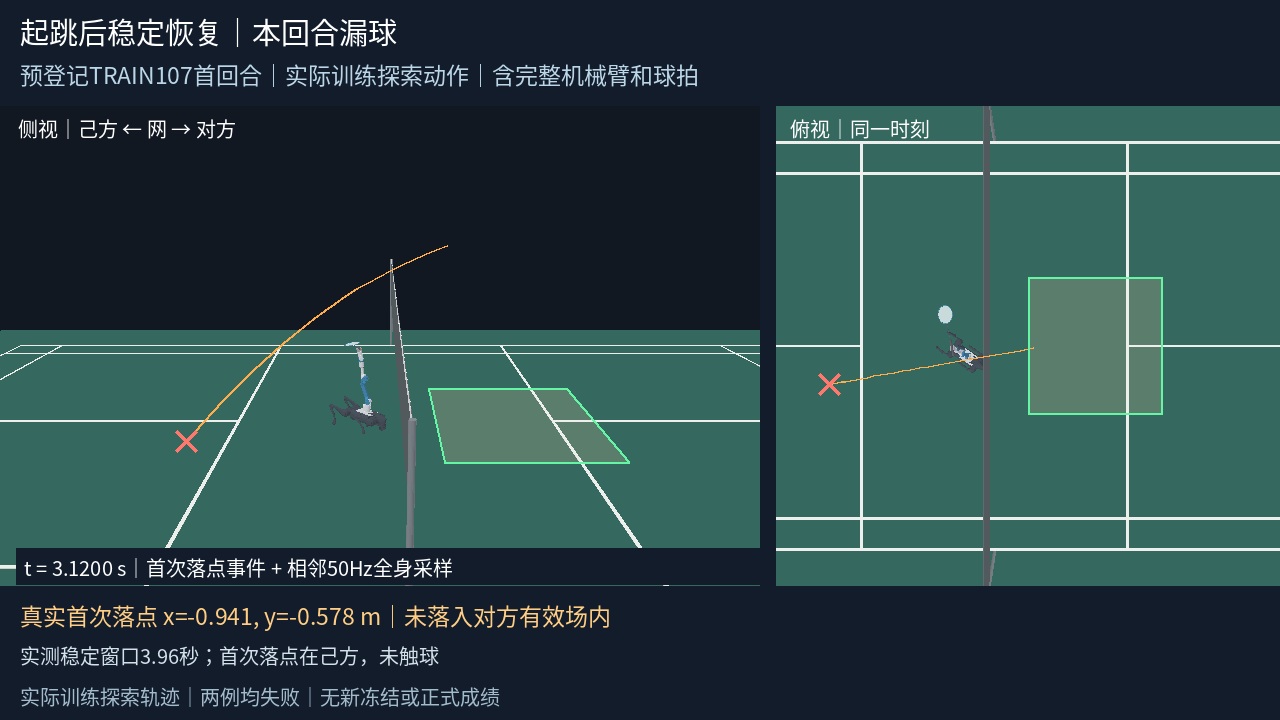 起跳后稳定恢复｜本回合漏球
预登记TRAIN107首回合｜实际训练探索动作｜含完整机械臂和球拍
侧视｜己方 ← 网 → 对方
俯视｜同一时刻
t = 3.1200 s｜首次落点事件 + 相邻50Hz全身采样
真实首次落点 x=-0.941, y=-0.578 m｜未落入对方有效场内
实测稳定窗口3.96秒；首次落点在己方，未触球
实际训练探索轨迹｜两例均失败｜无新冻结或正式成绩